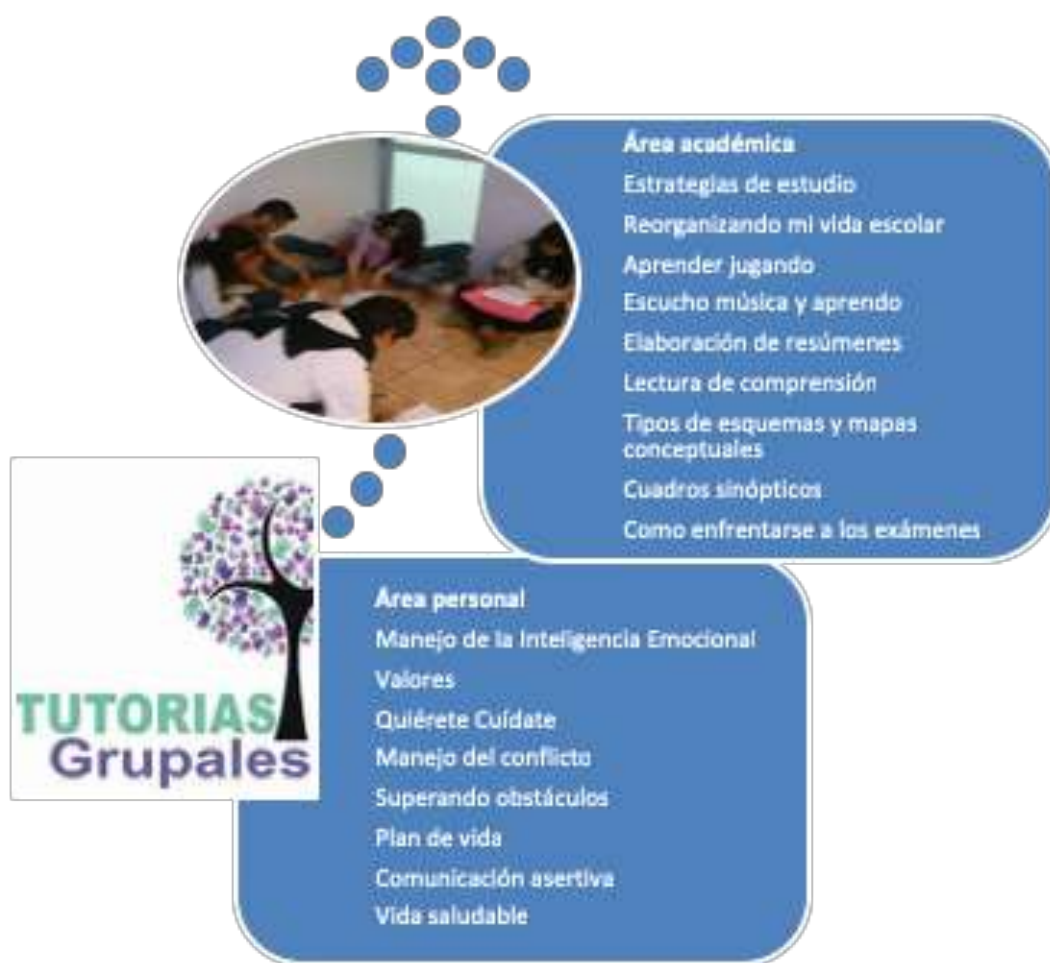 Área académica
Estrategias de estudio
Reorganizando mi vida escolar
Aprender jugando
Escucho música y aprendo
Elaboración de resúmenes
Lectura de comprensión
Tipos de esquemas y mapas
conceptuales
Cuadros sinópticos
Como enfrentarse a los exámenes
TUTORIAS
Grupales
Área personal
Manejo de la Inteligencia Emocional
Valores
Quiérete Cuídate
Manejo del conflicto
Superando obstáculos
Plan de vida
Comunicación asertiva
Vida saludable